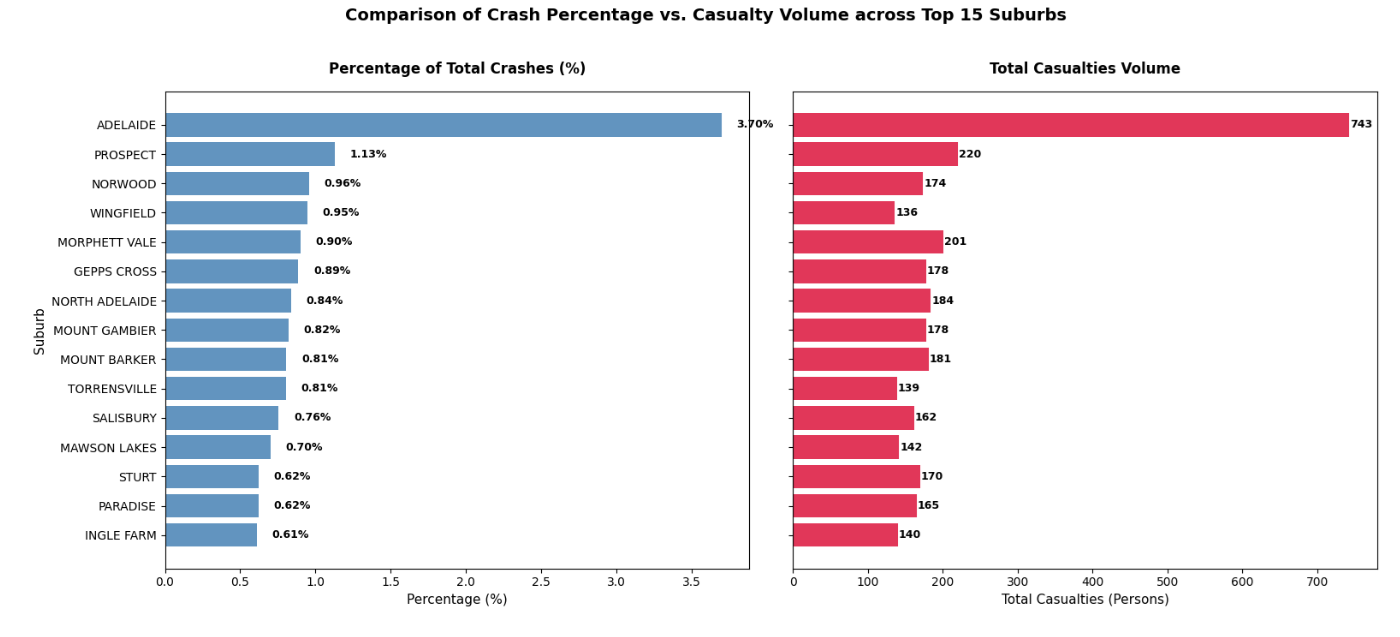 Comparison of Crash Percentage vs. Casualty Volume across Top 15 Suburbs
Percentage of Total Crashes (%)
Suburb
ADELAIDE 3.70%
PROSPECT 1.13%
NORWOOD 0.96%
WINGFIELD 0.95%
MORPHETT VALE 0.90%
GEPPS CROSS 0.89%
NORTH ADELAIDE 0.84%
MOUNT GAMBIER 0.82%
MOUNT BARKER 0.81%
TORRENSVILLE 0.81%
SALISBURY 0.76%
MAWSON LAKES 0.70%
STURT 0.62%
PARADISE 0.62%
INGLE FARM 0.61%
0.0 0.5 1.0 1.5 2.0 2.5 3.0 3.5
Percentage (%)
Total Casualties Volume
743
220
174
136
201
178
184
178
181
139
162
142
170
165
140
0 100 200 300 400 500 600 700
Total Casualties (Persons)